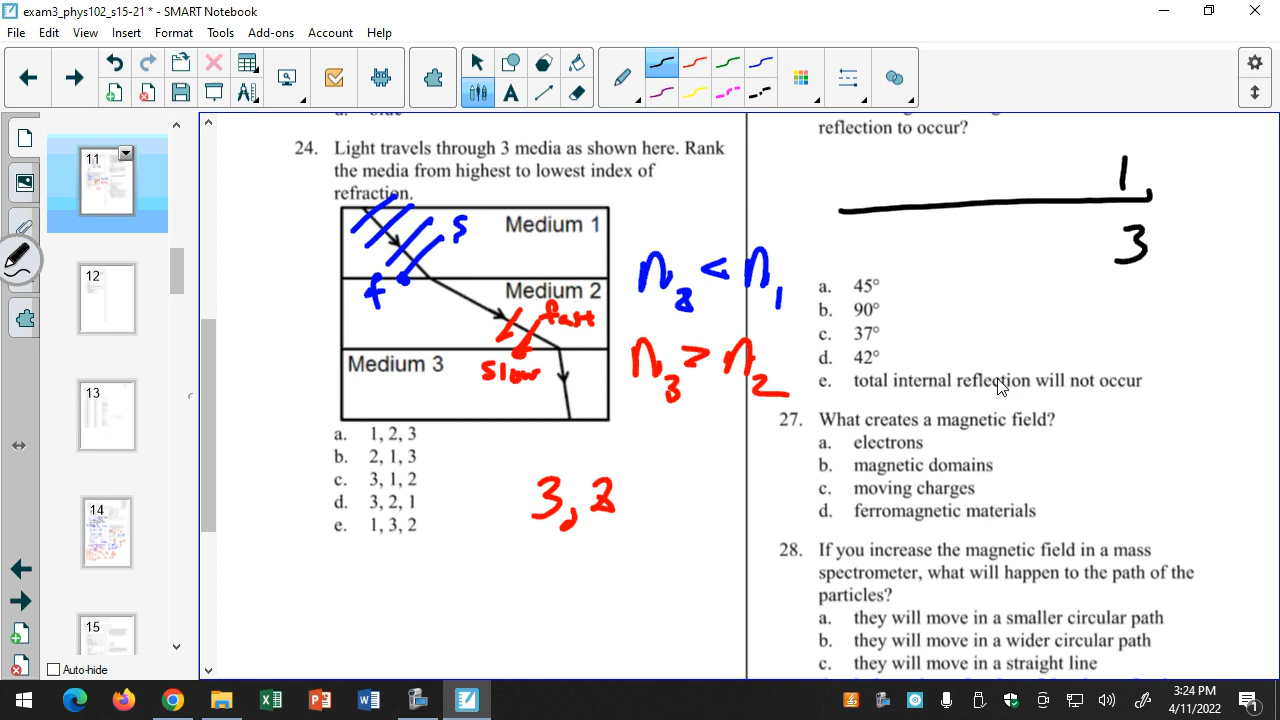 exam3_phys102_s15-21 * - SMART Notebook
File Edit View Insert Format Tools Add-ons Account Help
11
12
13
14
15
Auto-hide
24. Light travels through 3 media as shown here. Rank
the media from highest to lowest index of
refraction.
Medium 1
Medium 2
Medium 3
s
f
fast
slow
n2 < n1
n3 > n2
a. 1, 2, 3
b. 2, 1, 3
c. 3, 1, 2
d. 3, 2, 1
e. 1, 3, 2
3, 2
reflection to occur?
1
3
a. 45°
b. 90°
c. 37°
d. 42°
e. total internal reflection will not occur
27. What creates a magnetic field?
a. electrons
b. magnetic domains
c. moving charges
d. ferromagnetic materials
28. If you increase the magnetic field in a mass
spectrometer, what will happen to the path of the
particles?
a. they will move in a smaller circular path
b. they will move in a wider circular path
c. they will move in a straight line
3:24 PM
4/11/2022